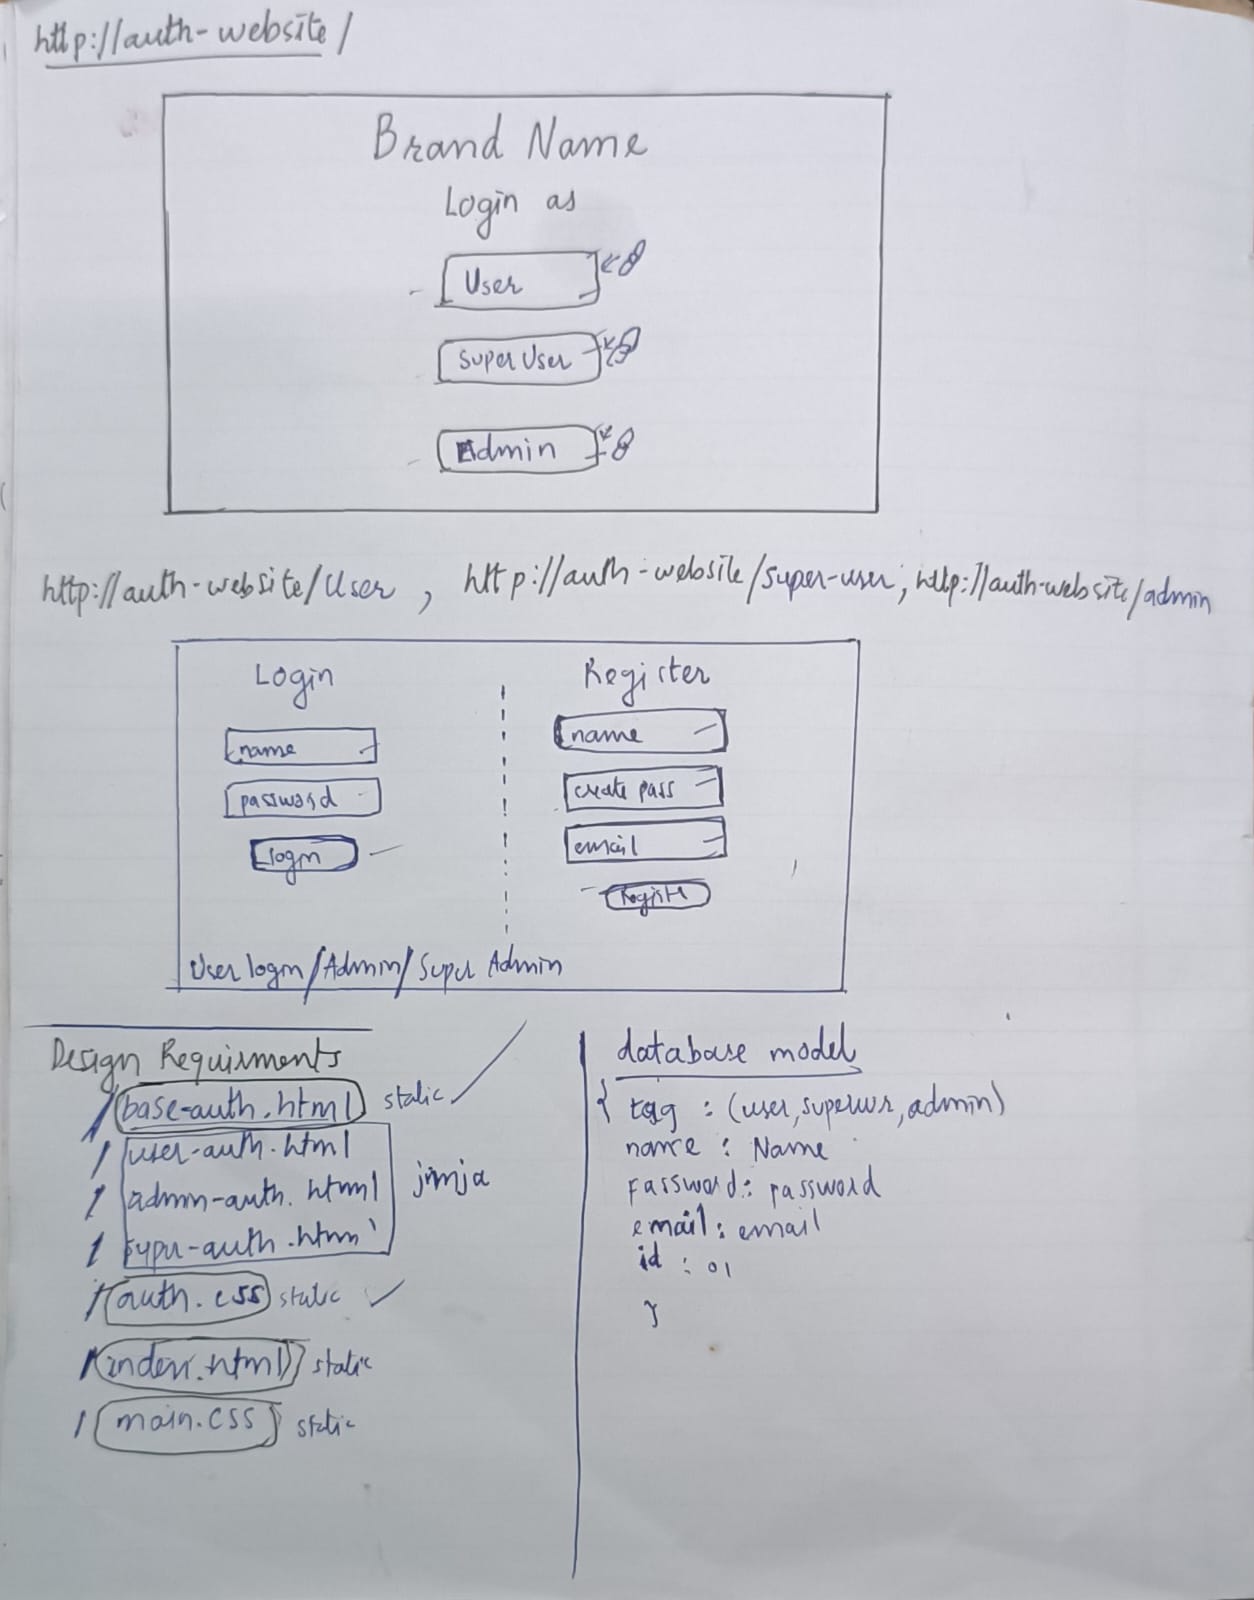 http://auth-website/
Brand Name
Login as
User
super User
Admin
http://auth-website/User , http://auth-website/super-user, http://auth-website/admin
Login
name
password
login
Register
name
create pass
email
Register
User login/Admin/Super Admin
Design Requirments
base-auth.html static
user-auth.html
admin-auth.html jinja
super-auth.html
auth.css static
index.html static
main.css static
database model
{ tag : (user, superusr, admin)
name : Name
password : password
email : email
id : 01
}